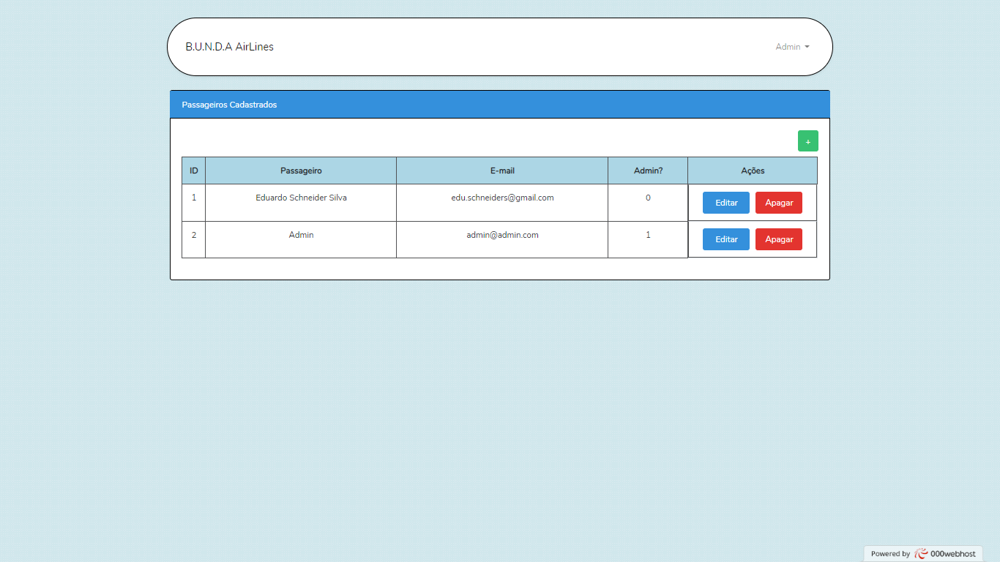 B.U.N.D.A AirLines
Admin
Passageiros Cadastrados
+
ID Passageiro E-mail Admin? Ações
1 Eduardo Schneider Silva edu.schneiders@gmail.com 0 Editar Apagar
2 Admin admin@admin.com 1 Editar Apagar
Powered by 000webhost